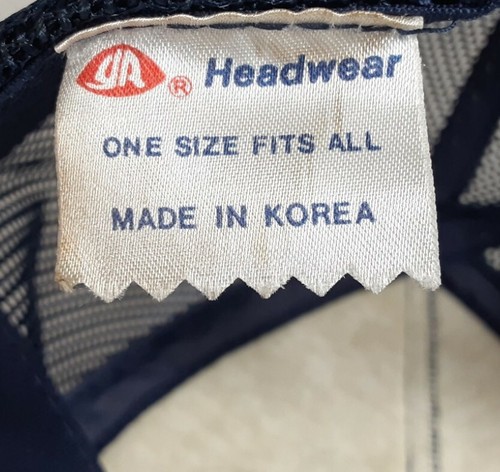 YA® Headwear
ONE SIZE FITS ALL
MADE IN KOREA